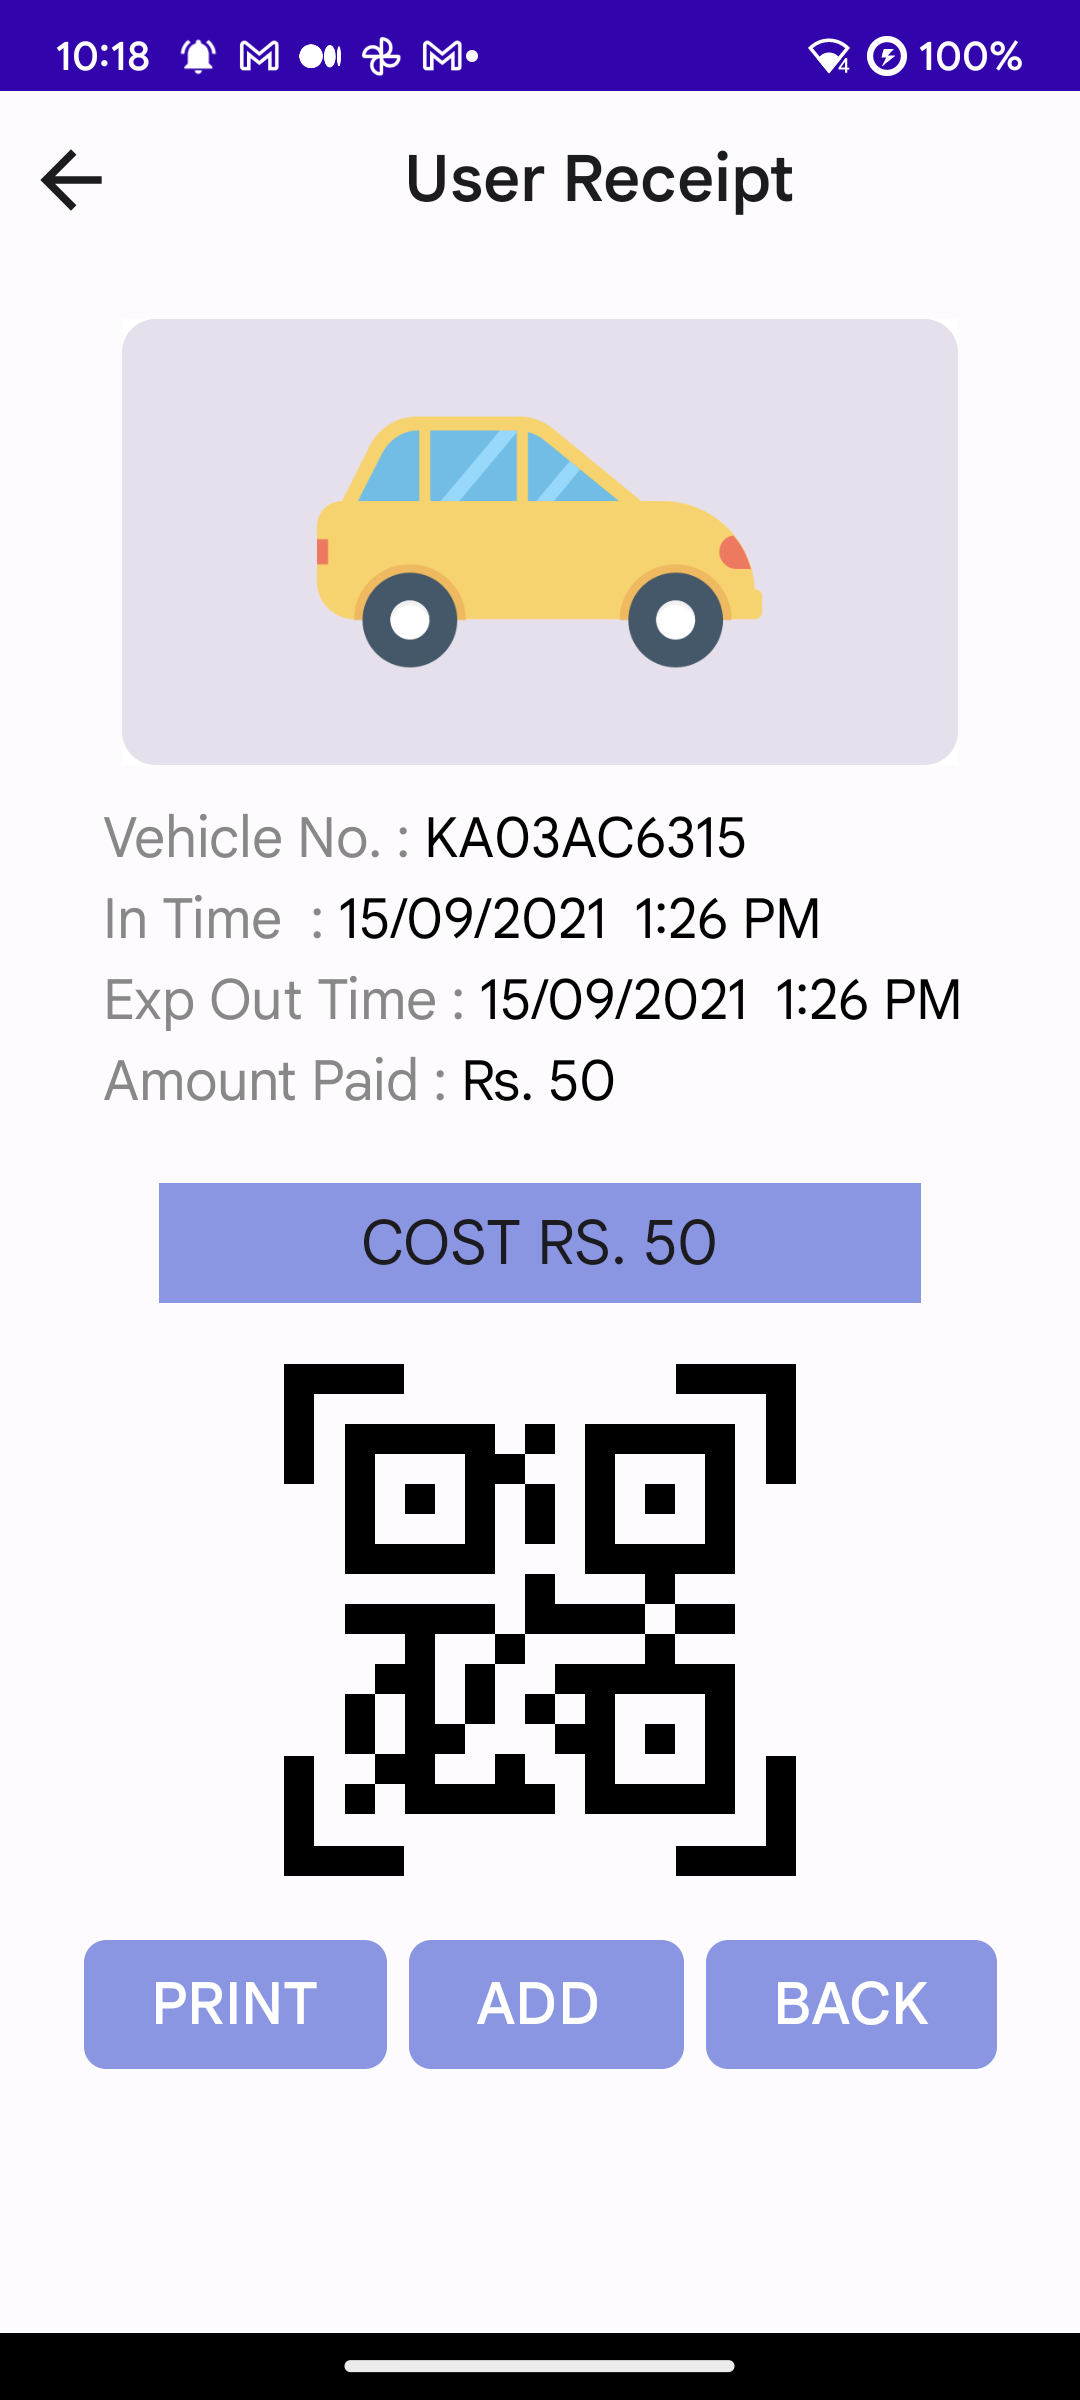 10:18 4 100%
User Receipt
Vehicle No. : KA03AC6315
In Time : 15/09/2021 1:26 PM
Exp Out Time : 15/09/2021 1:26 PM
Amount Paid : Rs. 50
COST RS. 50
PRINT ADD BACK